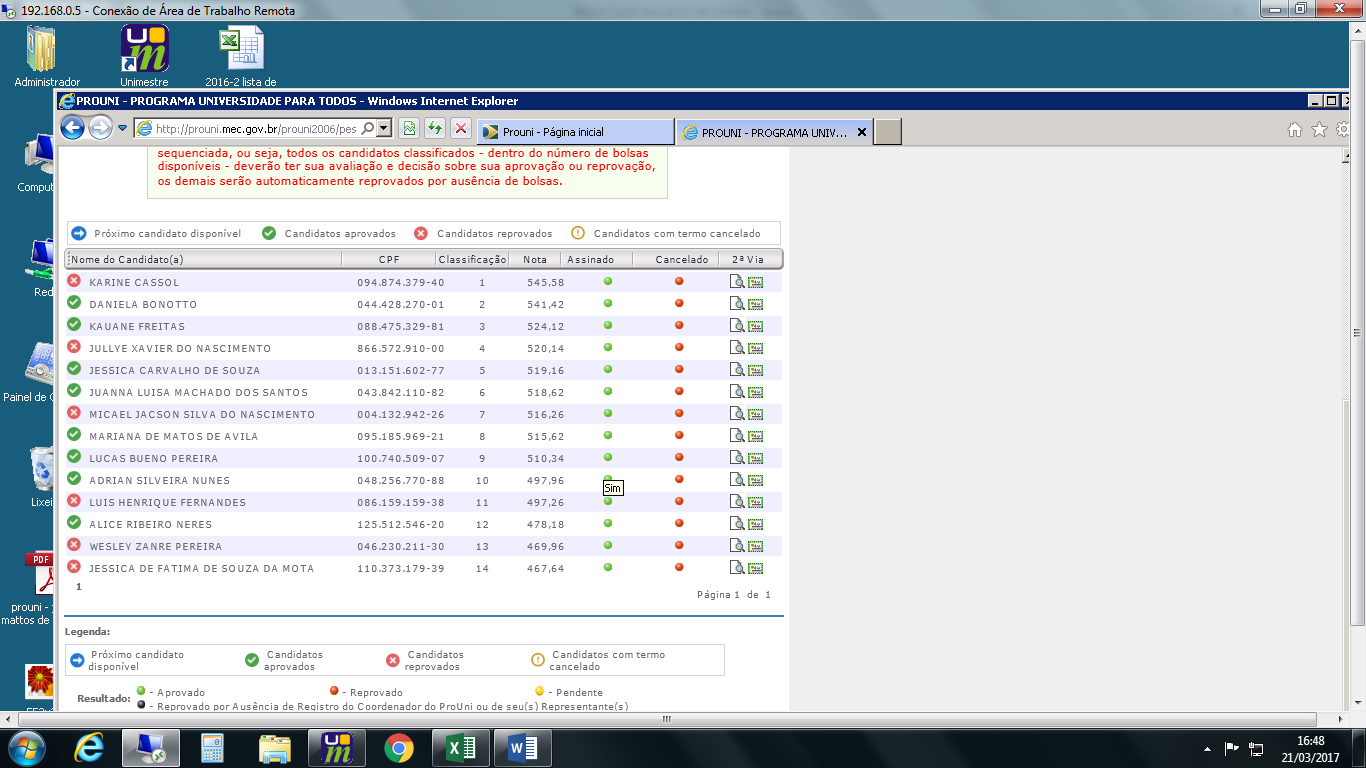 192.168.0.5 - Conexão de Área de Trabalho Remota
Administrador Unimestre 2016-2 lista de
PROUNI - PROGRAMA UNIVERSIDADE PARA TODOS - Windows Internet Explorer
http://prouni.mec.gov.br/prouni2006/pes Prouni - Página inicial PROUNI - PROGRAMA UNIV...
sequenciada, ou seja, todos os candidatos classificados - dentro do número de bolsas
disponíveis - deverão ter sua avaliação e decisão sobre sua aprovação ou reprovação,
os demais serão automaticamente reprovados por ausência de bolsas.
Comput
Próximo candidato disponível Candidatos aprovados Candidatos reprovados Candidatos com termo cancelado
Nome do Candidato(a) CPF Classificação Nota Assinado Cancelado 2ª Via
KARINE CASSOL 094.874.379-40 1 545,58
Red
DANIELA BONOTTO 044.428.270-01 2 541,42
KAUANE FREITAS 088.475.329-81 3 524,12
JULLYE XAVIER DO NASCIMENTO 866.572.910-00 4 520,14
JESSICA CARVALHO DE SOUZA 013.151.602-77 5 519,16
JUANNA LUISA MACHADO DOS SANTOS 043.842.110-82 6 518,62
Painel de C
MICAEL JACSON SILVA DO NASCIMENTO 004.132.942-26 7 516,26
MARIANA DE MATOS DE AVILA 095.185.969-21 8 515,62
LUCAS BUENO PEREIRA 100.740.509-07 9 510,34
ADRIAN SILVEIRA NUNES 048.256.770-88 10 497,96
Sim
Lixei
LUIS HENRIQUE FERNANDES 086.159.159-38 11 497,26
ALICE RIBEIRO NERES 125.512.546-20 12 478,18
WESLEY ZANRE PEREIRA 046.230.211-30 13 469,96
PDF
JESSICA DE FATIMA DE SOUZA DA MOTA 110.373.179-39 14 467,64
1
Página 1 de 1
prouni -
mattos de
Legenda:
Próximo candidato disponível Candidatos aprovados Candidatos reprovados Candidatos com termo cancelado
Resultado: - Aprovado - Reprovado - Pendente
- Reprovado por Ausência de Registro do Coordenador do ProUni ou de seu(s) Representante(s)
16:48
21/03/2017